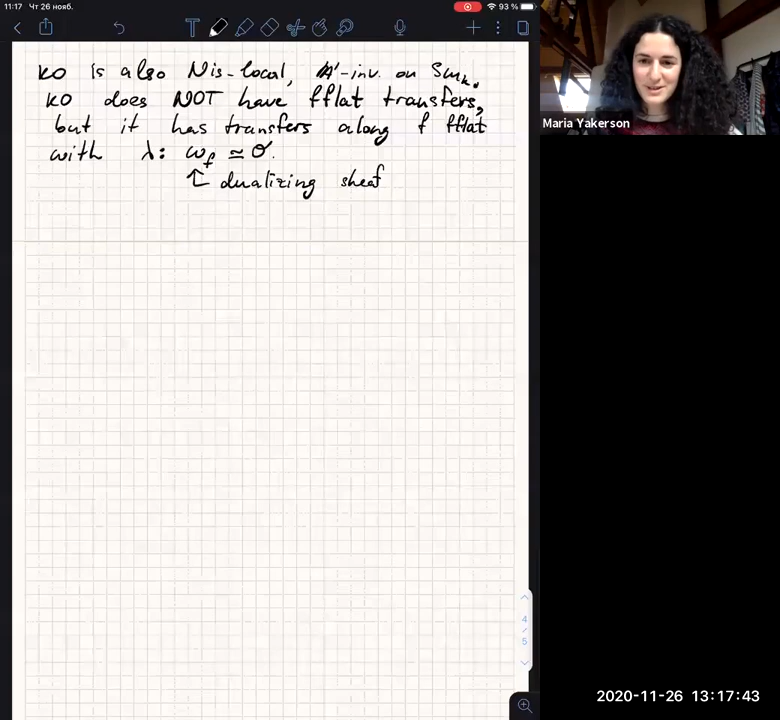 11:17 Чт 26 нояб.
93 %
KO is also Nis-local, A¹-inv. on Smₖ.
KO does NOT have fflat transfers,
but it has transfers along f fflat
with λ: ω_f ≃ O.
↑ dualizing sheaf
Maria Yakerson
4
/
5
2020-11-26 13:17:43